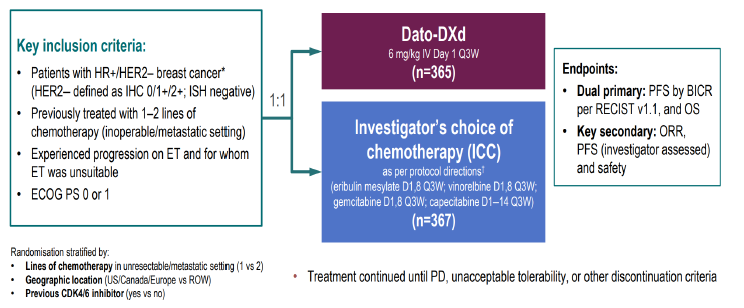 Key inclusion criteria:
• Patients with HR+/HER2– breast cancer*
(HER2– defined as IHC 0/1+/2+; ISH negative)
• Previously treated with 1–2 lines of
chemotherapy (inoperable/metastatic setting)
• Experienced progression on ET and for whom
ET was unsuitable
• ECOG PS 0 or 1
1:1
Dato-DXd
6 mg/kg IV Day 1 Q3W
(n=365)
Investigator's choice of
chemotherapy (ICC)
as per protocol directions†
(eribulin mesylate D1,8 Q3W; vinorelbine D1,8 Q3W;
gemcitabine D1,8 Q3W; capecitabine D1–14 Q3W)
(n=367)
Endpoints:
• Dual primary: PFS by BICR
per RECIST v1.1, and OS
• Key secondary: ORR,
PFS (investigator assessed)
and safety
Randomisation stratified by:
• Lines of chemotherapy in unresectable/metastatic setting (1 vs 2)
• Geographic location (US/Canada/Europe vs ROW)
• Previous CDK4/6 inhibitor (yes vs no)
• Treatment continued until PD, unacceptable tolerability, or other discontinuation criteria